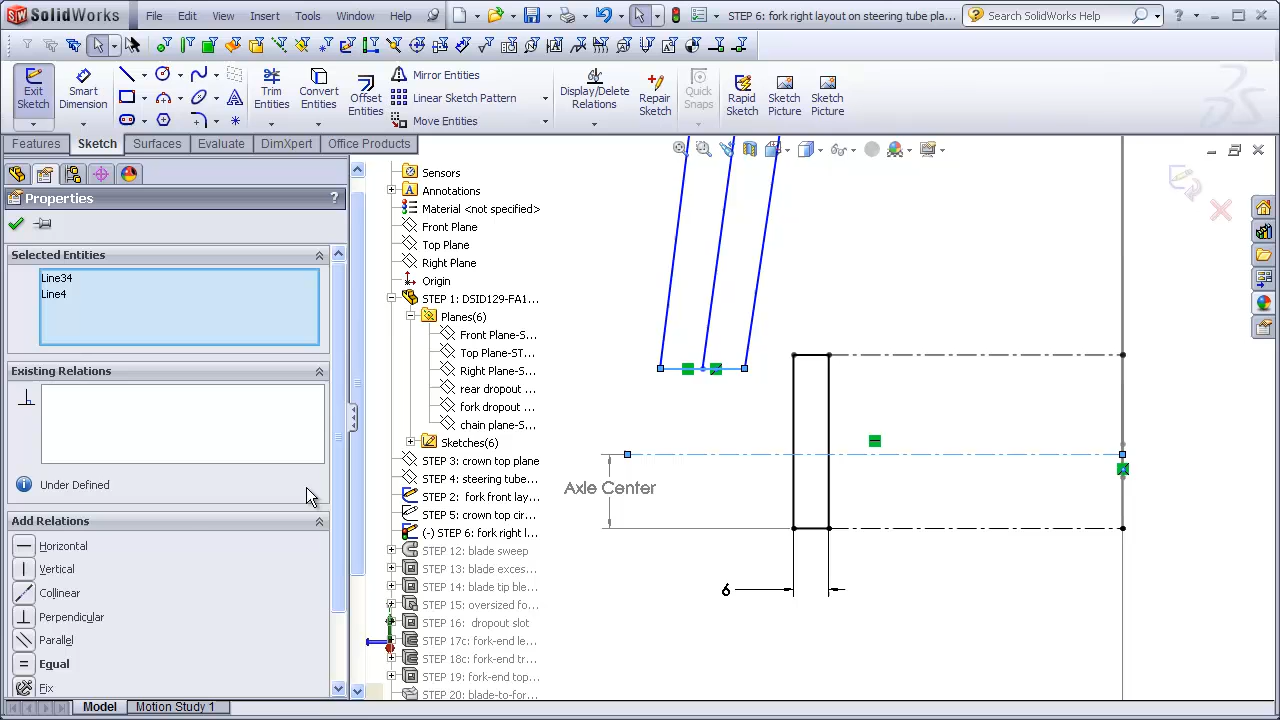 SolidWorks File Edit View Insert Tools Window Help STEP 6: fork right layout on steering tube pla... Search SolidWorks Help
Exit Sketch
Smart Dimension
Trim Entities
Convert Entities
Offset Entities
Mirror Entities
Linear Sketch Pattern
Move Entities
Display/Delete Relations
Repair Sketch
Quick Snaps
Rapid Sketch
Sketch Picture
Sketch Picture
Features Sketch Surfaces Evaluate DimXpert Office Products
Properties ?
Selected Entities
Line34
Line4
Existing Relations
Under Defined
Add Relations
Horizontal
Vertical
Collinear
Perpendicular
Parallel
Equal
Fix
Sensors
Annotations
Material <not specified>
Front Plane
Top Plane
Right Plane
Origin
STEP 1: DSID129-FA1...
Planes(6)
Front Plane-S...
Top Plane-ST...
Right Plane-S...
rear dropout ...
fork dropout ...
chain plane-S...
Sketches(6)
STEP 3: crown top plane
STEP 4: steering tube...
STEP 2: fork front lay...
STEP 5: crown top cir...
(-) STEP 6: fork right l...
STEP 12: blade sweep
STEP 13: blade exces...
STEP 14: blade tip ble...
STEP 15: oversized fo...
STEP 16: dropout slot
STEP 17c: fork-end le...
STEP 18c: fork-end tr...
STEP 19: fork-end top...
STEP 20: blade-to-for...
Axle Center
6
Model Motion Study 1